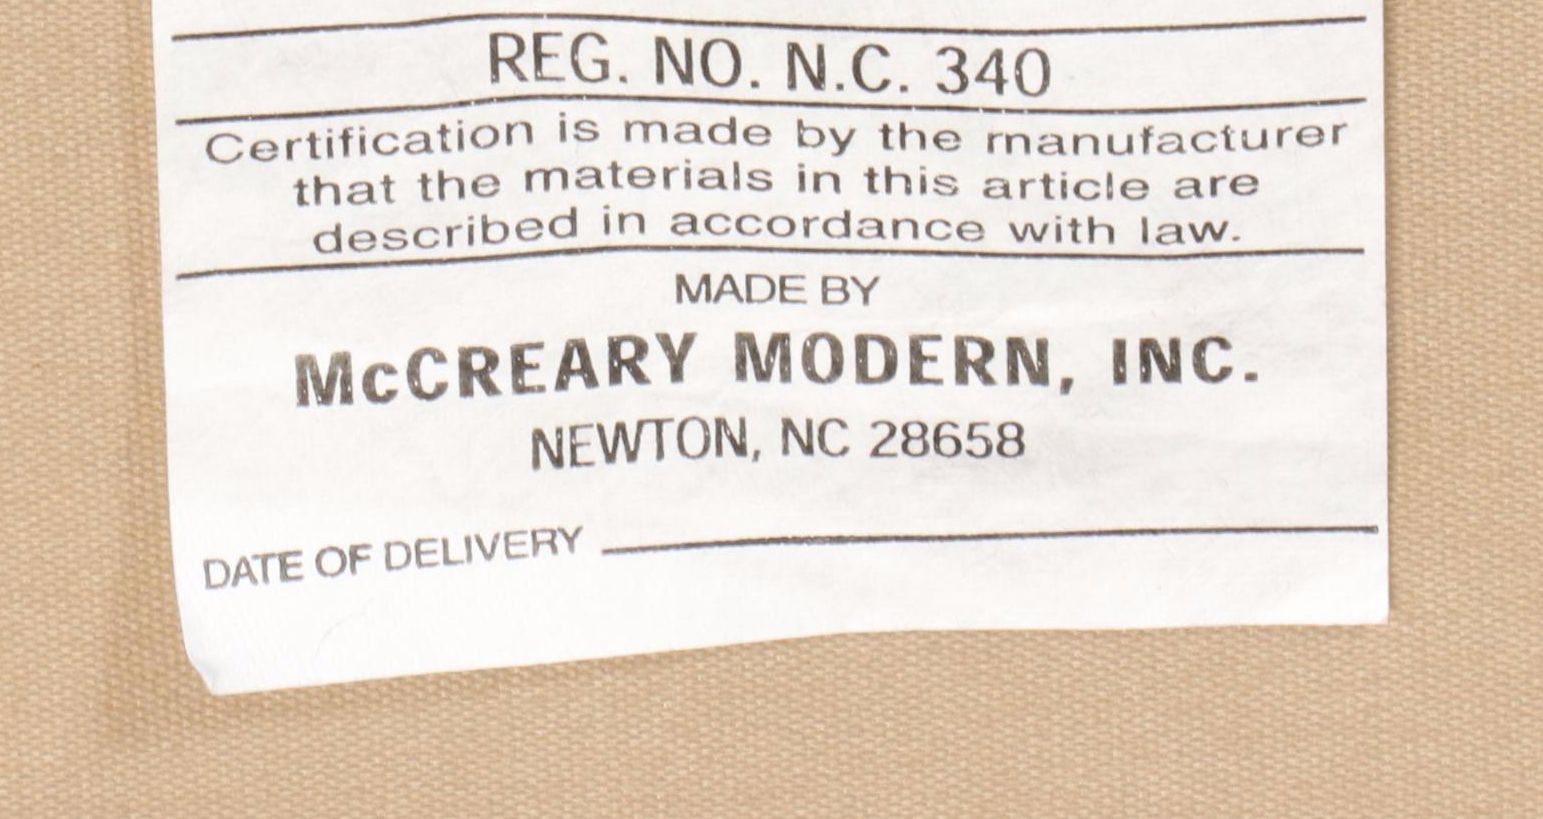 REG. NO. N.C. 340
Certification is made by the manufacturer
that the materials in this article are
described in accordance with law.
MADE BY
McCREARY MODERN, INC.
NEWTON, NC 28658
DATE OF DELIVERY